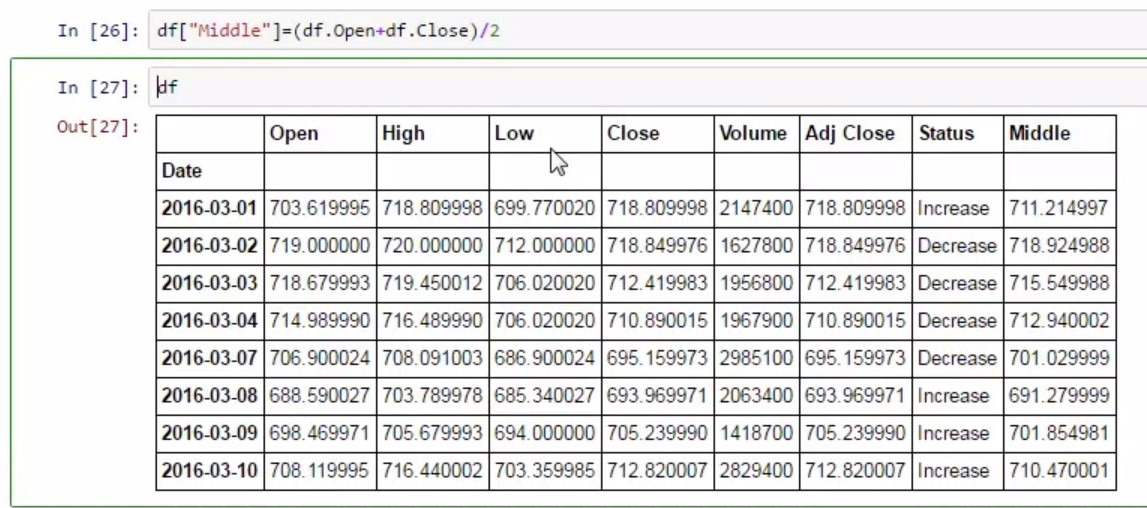 In [26]: df["Middle"]=(df.Open+df.Close)/2
In [27]: df
Out[27]:
Open High Low Close Volume Adj Close Status Middle
Date
2016-03-01 703.619995 718.809998 699.770020 718.809998 2147400 718.809998 Increase 711.214997
2016-03-02 719.000000 720.000000 712.000000 718.849976 1627800 718.849976 Decrease 718.924988
2016-03-03 718.679993 719.450012 706.020020 712.419983 1956800 712.419983 Decrease 715.549988
2016-03-04 714.989990 716.489990 706.020020 710.890015 1967900 710.890015 Decrease 712.940002
2016-03-07 706.900024 708.091003 686.900024 695.159973 2985100 695.159973 Decrease 701.029999
2016-03-08 688.590027 703.789978 685.340027 693.969971 2063400 693.969971 Increase 691.279999
2016-03-09 698.469971 705.679993 694.000000 705.239990 1418700 705.239990 Increase 701.854981
2016-03-10 708.119995 716.440002 703.359985 712.820007 2829400 712.820007 Increase 710.470001